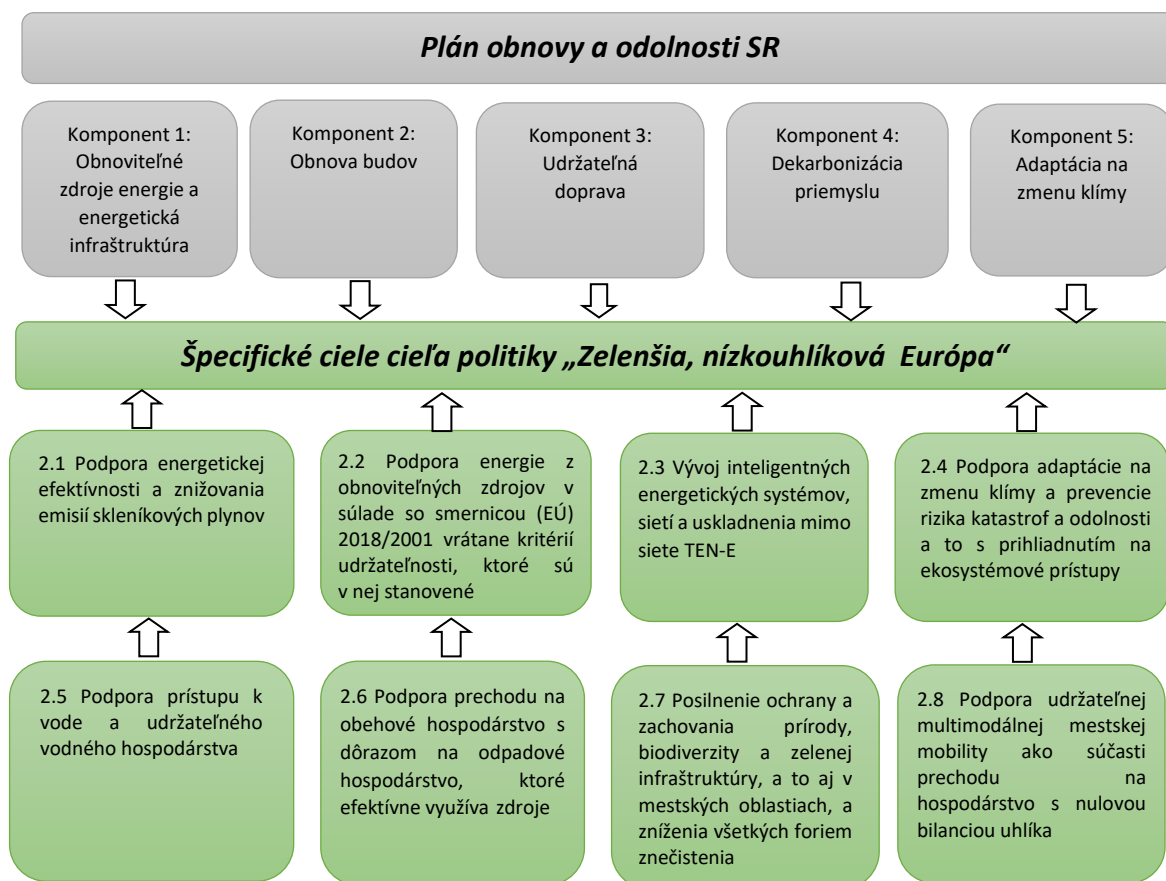 Plán obnovy a odolnosti SR
Komponent 1:
Obnoviteľné
zdroje energie a
energetická
infraštruktúra
Komponent 2:
Obnova budov
Komponent 3:
Udržateľná
doprava
Komponent 4:
Dekarbonizácia
priemyslu
Komponent 5:
Adaptácia na
zmenu klímy
Špecifické ciele cieľa politiky „Zelenšia, nízkouhlíková Európa“
2.1 Podpora energetickej
efektívnosti a znižovania
emisií skleníkových plynov
2.2 Podpora energie z
obnoviteľných zdrojov v
súlade so smernicou (EÚ)
2018/2001 vrátane kritérií
udržateľnosti, ktoré sú
v nej stanovené
2.3 Vývoj inteligentných
energetických systémov,
sietí a uskladnenia mimo
siete TEN-E
2.4 Podpora adaptácie na
zmenu klímy a prevencie
rizika katastrof a odolnosti
a to s prihliadnutím na
ekosystémové prístupy
2.5 Podpora prístupu k
vode a udržateľného
vodného hospodárstva
2.6 Podpora prechodu na
obehové hospodárstvo s
dôrazom na odpadové
hospodárstvo, ktoré
efektívne využíva zdroje
2.7 Posilnenie ochrany a
zachovania prírody,
biodiverzity a zelenej
infraštruktúry, a to aj v
mestských oblastiach, a
zníženia všetkých foriem
znečistenia
2.8 Podpora udržateľnej
multimodálnej mestskej
mobility ako súčasti
prechodu na
hospodárstvo s nulovou
bilanciou uhlíka